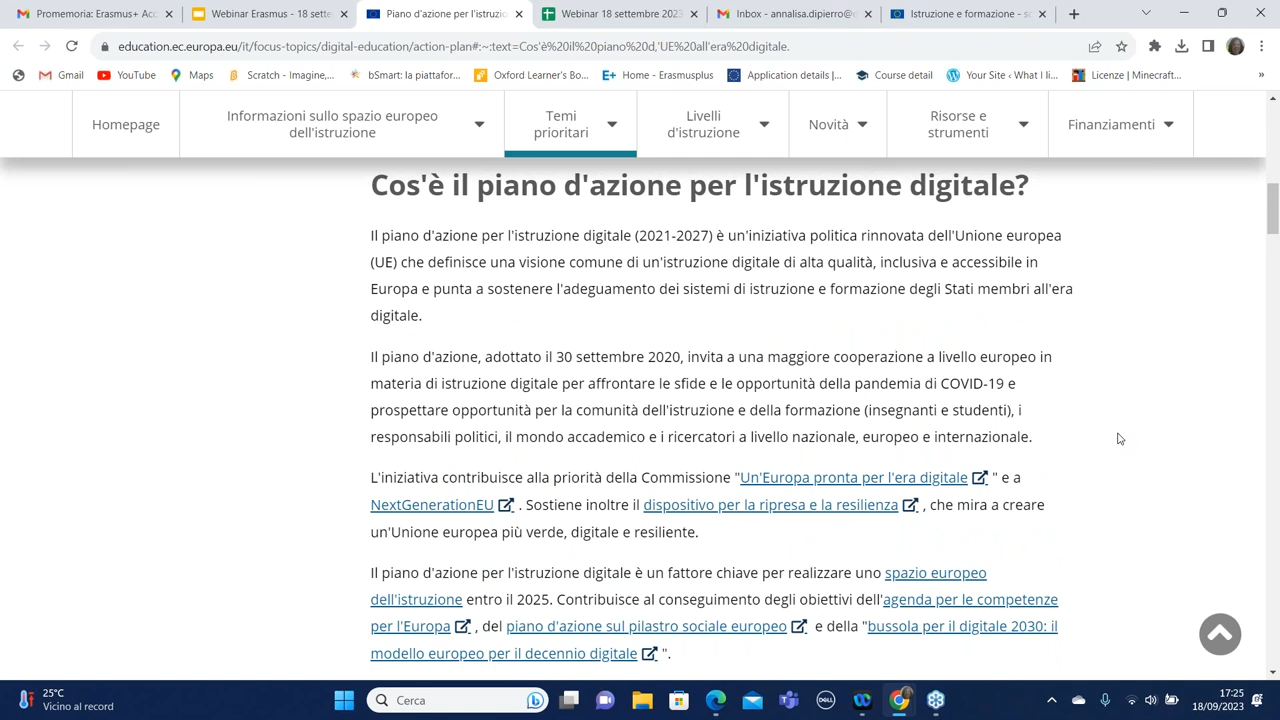 Promemoria: Erasmus+ Acc
Webinar Erasmus - 18 sette
Piano d'azione per l'istruzio
Webinar 18 settembre 2023
Inbox - annalisa.dipierro@e
Istruzione e formazione - se
education.ec.europa.eu/it/focus-topics/digital-education/action-plan#:~:text=Cos'è%20il%20piano%20d,'UE%20all'era%20digitale.
Gmail YouTube Maps Scratch - Imagine,... bSmart: la piattafor... Oxford Learner's Bo... Home - Erasmusplus Application details |... Course detail Your Site ‹ What I li... Licenze | Minecraft... »
Homepage
Informazioni sullo spazio europeo
dell'istruzione
Temi
prioritari
Livelli
d'istruzione
Novità
Risorse e
strumenti
Finanziamenti
Cos'è il piano d'azione per l'istruzione digitale?
Il piano d'azione per l'istruzione digitale (2021-2027) è un'iniziativa politica rinnovata dell'Unione europea
(UE) che definisce una visione comune di un'istruzione digitale di alta qualità, inclusiva e accessibile in
Europa e punta a sostenere l'adeguamento dei sistemi di istruzione e formazione degli Stati membri all'era
digitale.
Il piano d'azione, adottato il 30 settembre 2020, invita a una maggiore cooperazione a livello europeo in
materia di istruzione digitale per affrontare le sfide e le opportunità della pandemia di COVID-19 e
prospettare opportunità per la comunità dell'istruzione e della formazione (insegnanti e studenti), i
responsabili politici, il mondo accademico e i ricercatori a livello nazionale, europeo e internazionale.
L'iniziativa contribuisce alla priorità della Commissione "Un'Europa pronta per l'era digitale " e a
NextGenerationEU . Sostiene inoltre il dispositivo per la ripresa e la resilienza , che mira a creare
un'Unione europea più verde, digitale e resiliente.
Il piano d'azione per l'istruzione digitale è un fattore chiave per realizzare uno spazio europeo
dell'istruzione entro il 2025. Contribuisce al conseguimento degli obiettivi dell'agenda per le competenze
per l'Europa , del piano d'azione sul pilastro sociale europeo e della "bussola per il digitale 2030: il
modello europeo per il decennio digitale ".
25°C
Vicino al record
Cerca
DELL
17:25
18/09/2023